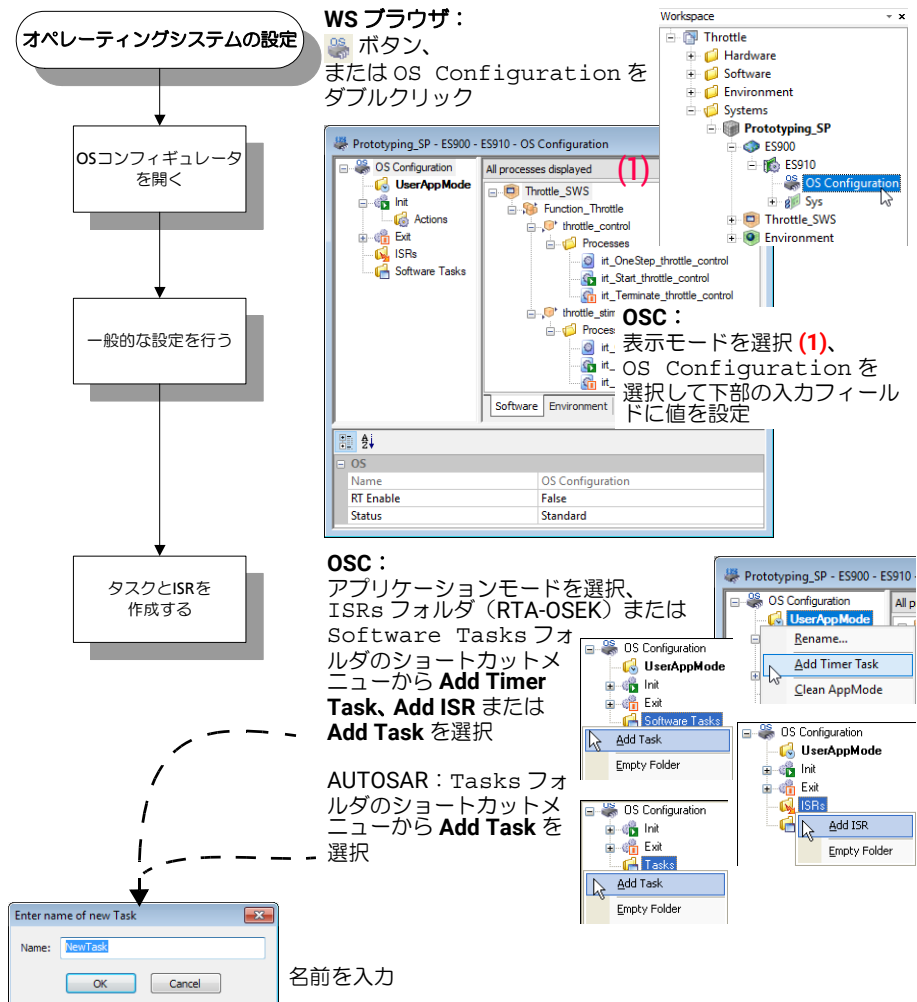 オペレーティングシステムの設定
OSコンフィギュレータ
を開く
一般的な設定を行う
タスクとISRを
作成する
WS ブラウザ：
ボタン、
または OS Configuration を
ダブルクリック
Workspace
Throttle
Hardware
Software
Environment
Systems
Prototyping_SP
ES900
ES910
OS Configuration
Sys
Throttle_SWS
Environment
Prototyping_SP - ES900 - ES910 - OS Configuration
OS Configuration
UserAppMode
Init
Actions
Exit
ISRs
Software Tasks
All processes displayed
(1)
Throttle_SWS
Function_Throttle
throttle_control
Processes
irt_OneStep_throttle_control
irt_Start_throttle_control
irt_Terminate_throttle_control
throttle_stim
Proces
irt_
irt_
irt_
Software
Environment
OS
Name
OS Configuration
RT Enable
False
Status
Standard
OSC：
表示モードを選択 (1)、
OS Configuration を
選択して下部の入力フィール
ドに値を設定
OSC：
アプリケーションモードを選択、
ISRs フォルダ（RTA-OSEK）または
Software Tasks フォ
ルダのショートカットメ
ニューから Add Timer
Task、Add ISR または
Add Task を選択
AUTOSAR：Tasks フォ
ルダのショートカットメ
ニューから Add Task を
選択
Prototyping_SP - ES900 - ES910 -
OS Configuration
All p
UserAppMode
Rename...
Add Timer Task
Clean AppMode
OS Configuration
UserAppMode
Init
Exit
Software Tasks
Add Task
Empty Folder
OS Configuration
UserAppMode
Init
Exit
ISRs
Add ISR
Empty Folder
OS Configuration
Init
Exit
Tasks
Add Task
Empty Folder
Enter name of new Task
Name:
NewTask
OK
Cancel
名前を入力